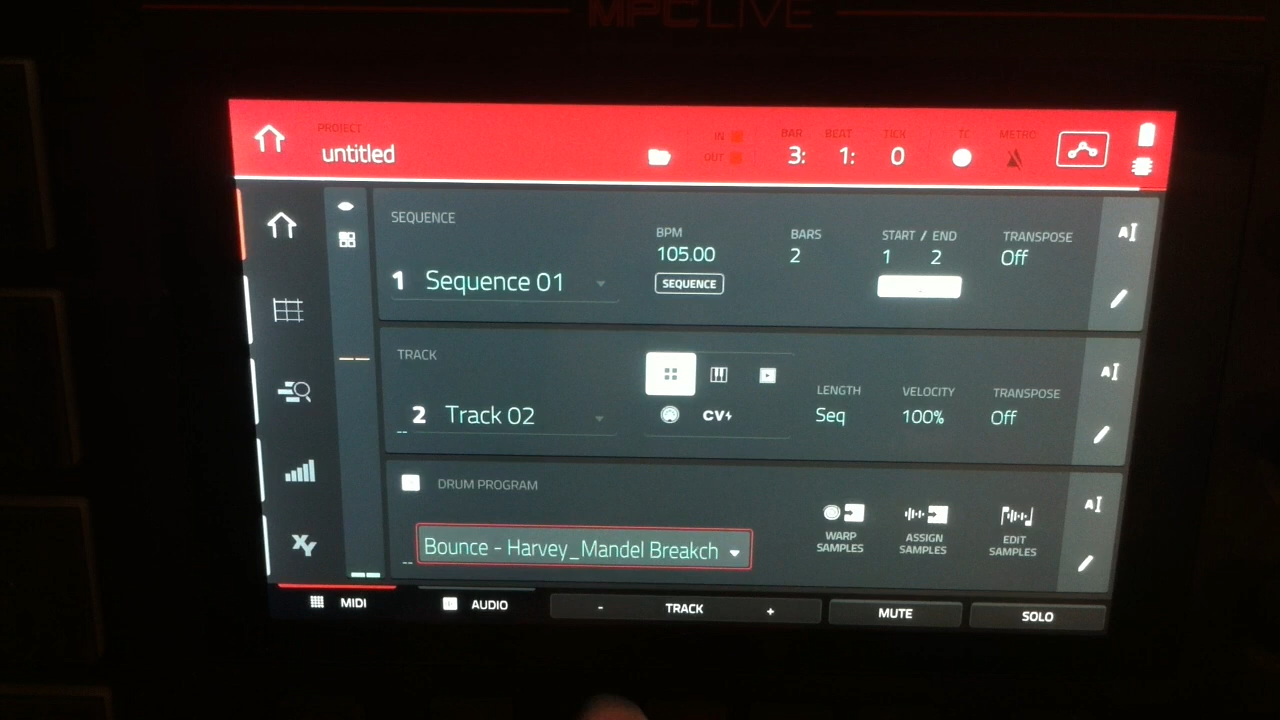 MPC LIVE
PROJECT
untitled
IN
OUT
BAR BEAT TICK TC METRO
3: 1: 0
SEQUENCE
1 Sequence 01
BPM
105.00
SEQUENCE
BARS
2
START / END
1 2
TRANSPOSE
Off
TRACK
2 Track 02
CV
LENGTH
Seq
VELOCITY
100%
TRANSPOSE
Off
DRUM PROGRAM
Bounce - Harvey_Mandel Breakch
WARP
SAMPLES
ASSIGN
SAMPLES
EDIT
SAMPLES
XY
MIDI AUDIO - TRACK + MUTE SOLO